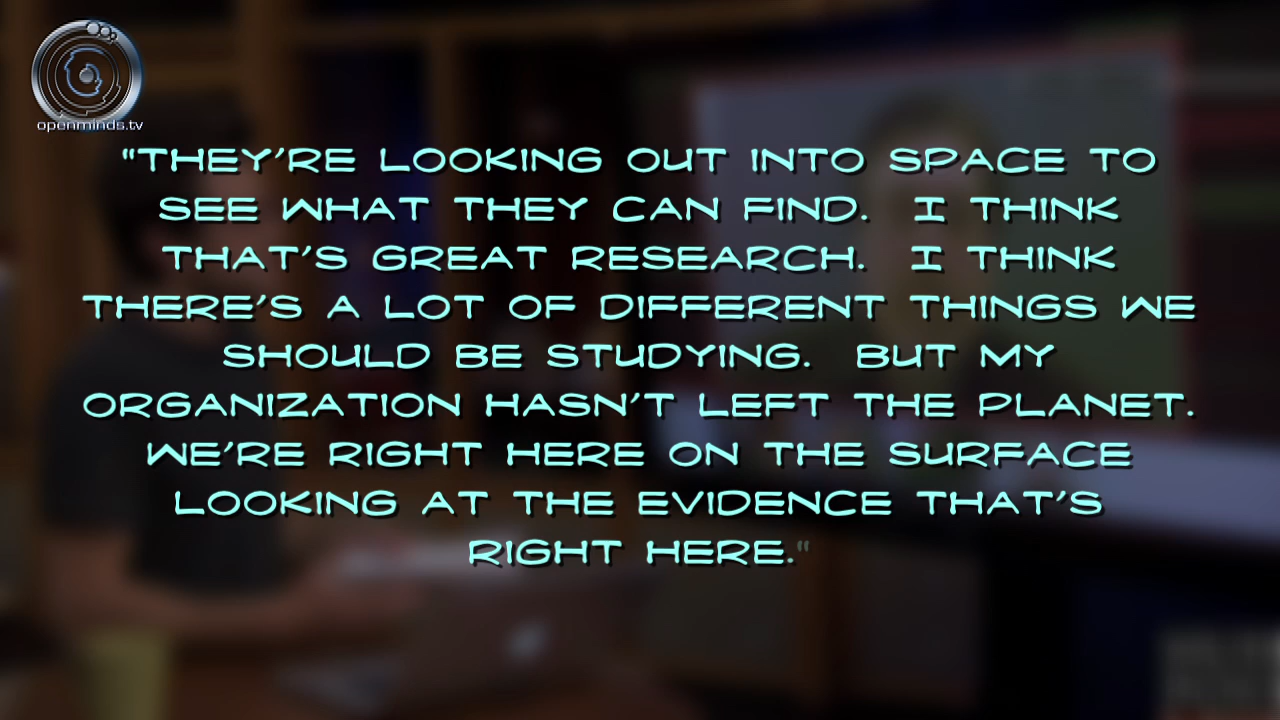 openminds.tv
"THEY'RE LOOKING OUT INTO SPACE TO
SEE WHAT THEY CAN FIND. I THINK
THAT'S GREAT RESEARCH. I THINK
THERE'S A LOT OF DIFFERENT THINGS WE
SHOULD BE STUDYING. BUT MY
ORGANIZATION HASN'T LEFT THE PLANET.
WE'RE RIGHT HERE ON THE SURFACE
LOOKING AT THE EVIDENCE THAT'S
RIGHT HERE."